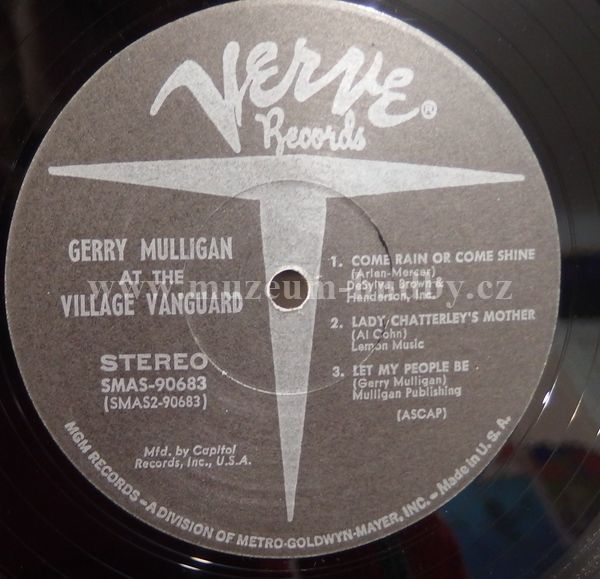 VERVE®
Records
GERRY MULLIGAN
AT THE
VILLAGE VANGUARD
STEREO
SMAS-90683
(SMAS2-90683)
Mfd. by Capitol
Records, Inc., U.S.A.
1. COME RAIN OR COME SHINE
(Arlen-Mercer)
DeSylva, Brown &
Henderson, Inc.
2. LADY CHATTERLEY'S MOTHER
(Al Cohn)
Lemon Music
3. LET MY PEOPLE BE
(Gerry Mulligan)
Mulligan Publishing
(ASCAP)
MGM RECORDS – A DIVISION OF METRO-GOLDWYN-MAYER, INC. – Made in U.S.A.